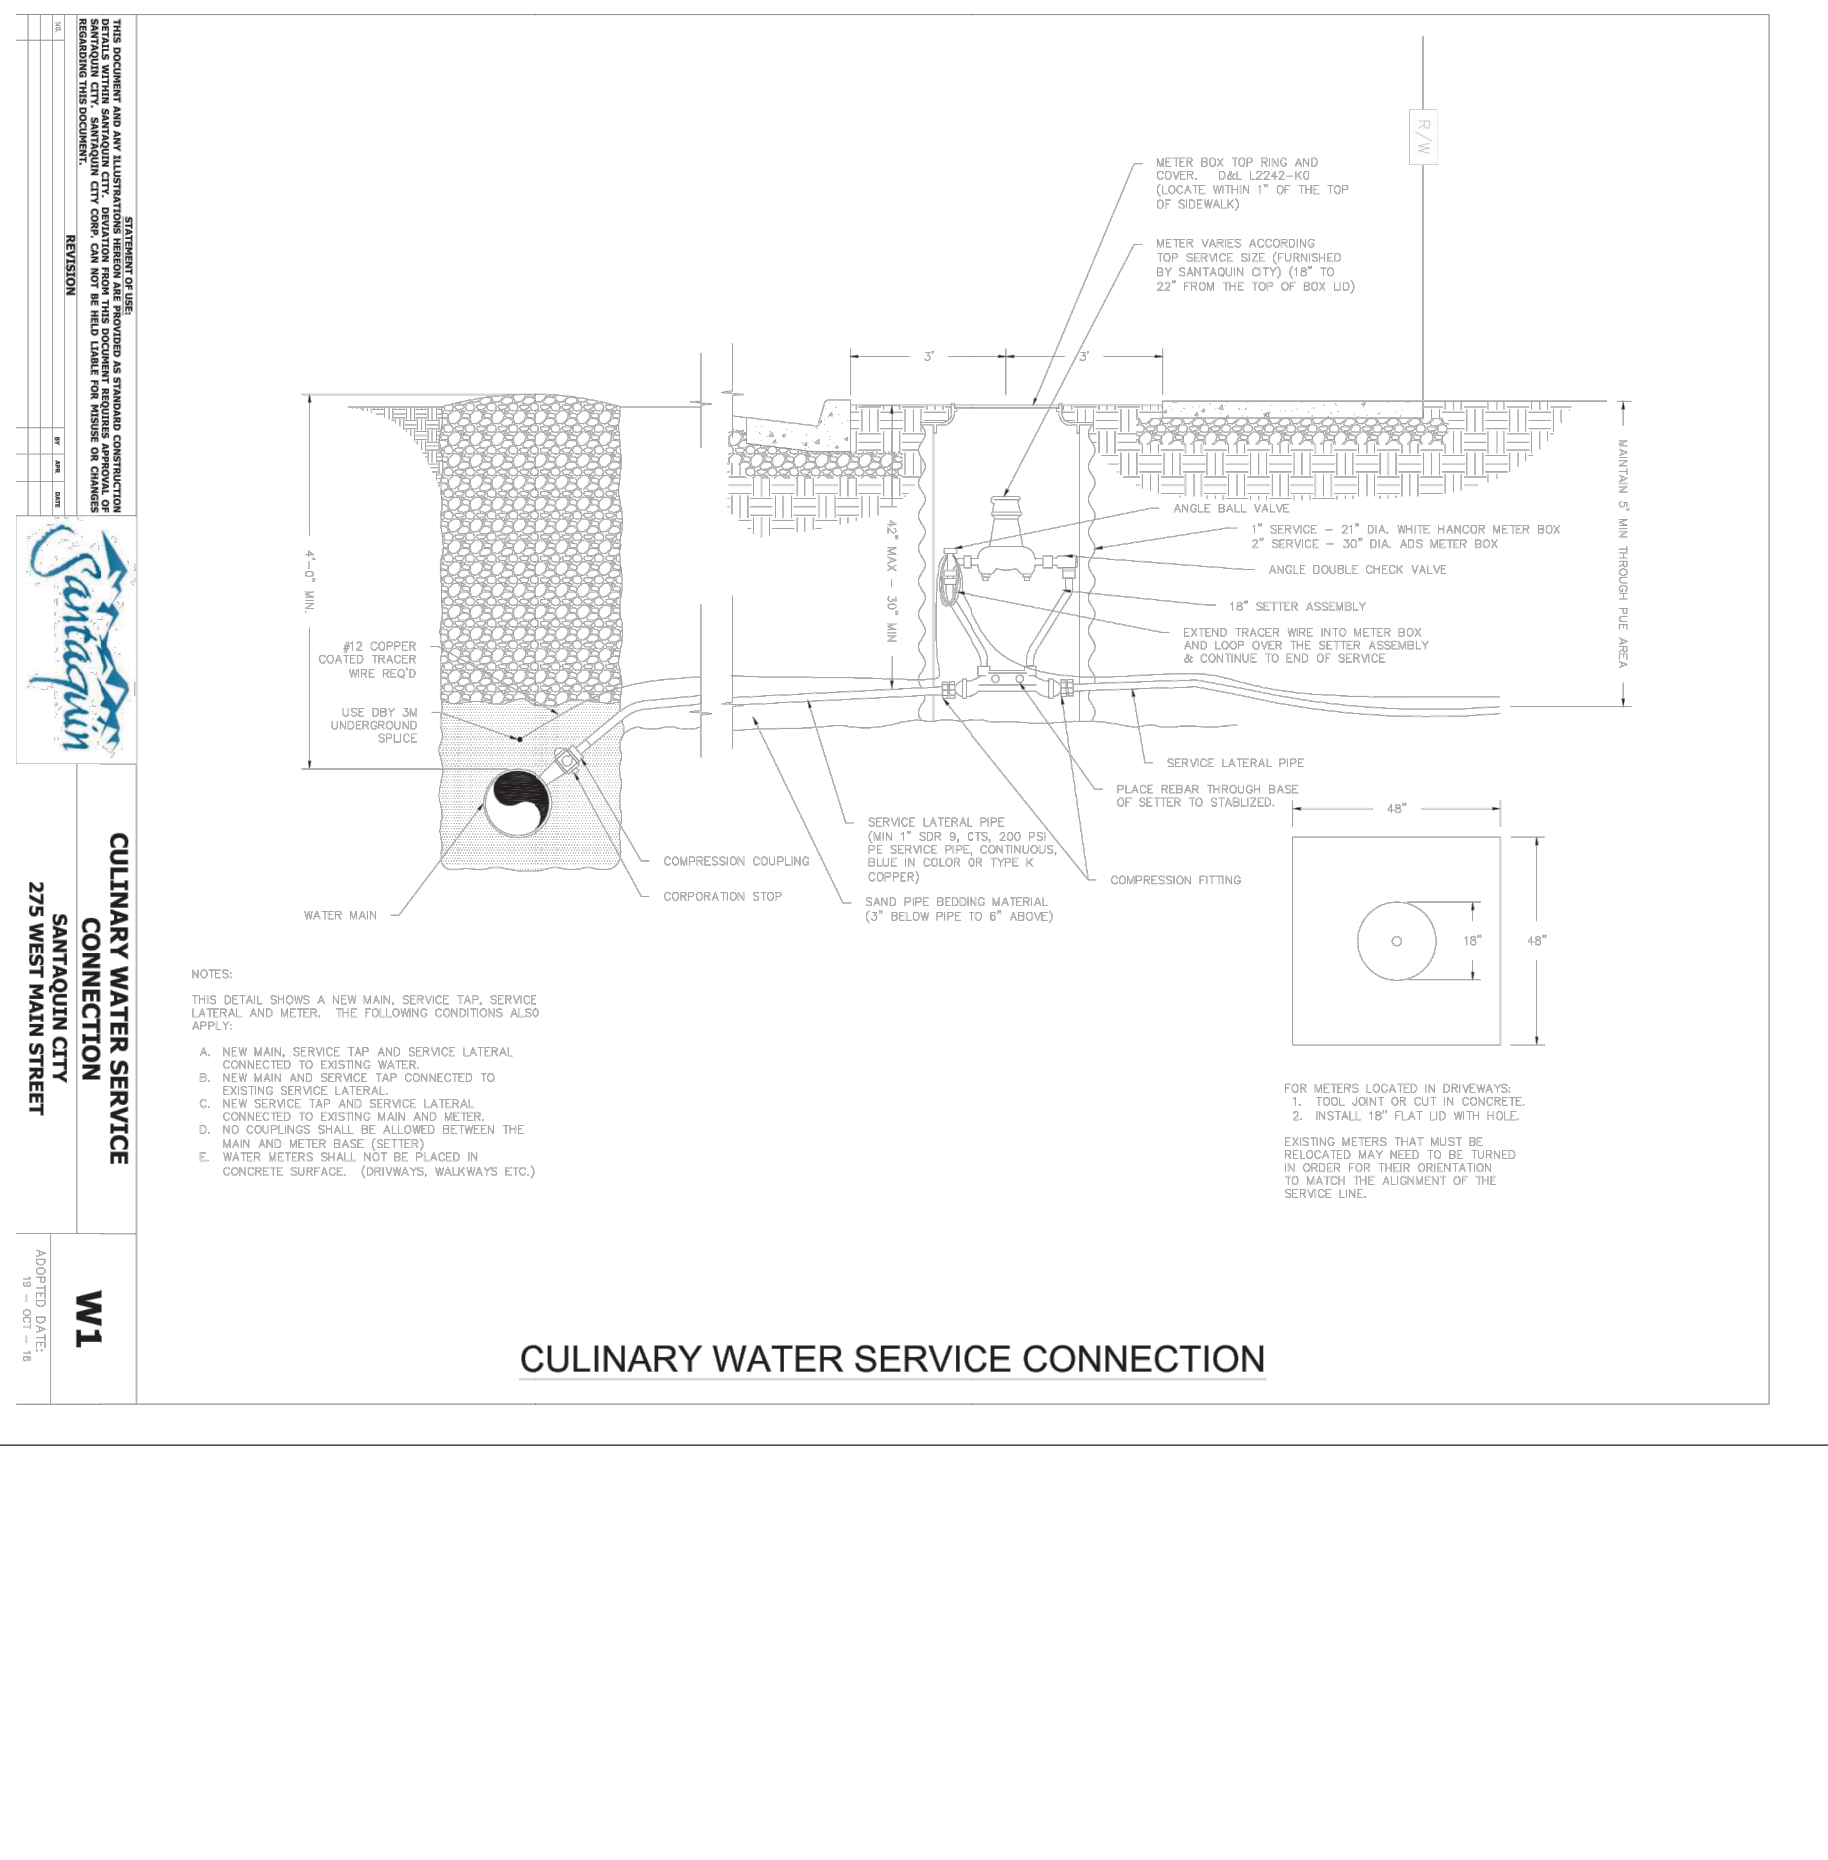 STATEMENT OF USE:
THIS DOCUMENT AND ANY ILLUSTRATIONS HEREON ARE PROVIDED AS STANDARD CONSTRUCTION
DETAILS WITHIN SANTAQUIN CITY. DEVIATION FROM THIS DOCUMENT REQUIRES APPROVAL OF
SANTAQUIN CITY. SANTAQUIN CITY CORP. CAN NOT BE HELD LIABLE FOR MISUSE OR CHANGES
REGARDING THIS DOCUMENT.
REVISION
NO.
BY
APR.
DATE
Santaquin
CULINARY WATER SERVICE
CONNECTION
SANTAQUIN CITY
275 WEST MAIN STREET
W1
ADOPTED DATE:
19 - OCT - 16
R/W
METER BOX TOP RING AND
COVER. D&L L2242-K0
(LOCATE WITHIN 1" OF THE TOP
OF SIDEWALK)
METER VARIES ACCORDING
TOP SERVICE SIZE (FURNISHED
BY SANTAQUIN CITY) (18" TO
22" FROM THE TOP OF BOX LID)
3'
3'
4'-0" MIN.
42" MAX - 30" MIN
MAINTAIN 5' MIN THROUGH PUE AREA
ANGLE BALL VALVE
1" SERVICE - 21" DIA. WHITE HANCOR METER BOX
2" SERVICE - 30" DIA. ADS METER BOX
ANGLE DOUBLE CHECK VALVE
18" SETTER ASSEMBLY
EXTEND TRACER WIRE INTO METER BOX
AND LOOP OVER THE SETTER ASSEMBLY
& CONTINUE TO END OF SERVICE
#12 COPPER
COATED TRACER
WIRE REQ'D
USE DBY 3M
UNDERGROUND
SPLICE
SERVICE LATERAL PIPE
PLACE REBAR THROUGH BASE
OF SETTER TO STABLIZED.
SERVICE LATERAL PIPE
(MIN 1" SDR 9, CTS, 200 PSI
PE SERVICE PIPE, CONTINUOUS,
BLUE IN COLOR OR TYPE K
COPPER)
COMPRESSION COUPLING
CORPORATION STOP
COMPRESSION FITTING
SAND PIPE BEDDING MATERIAL
(3" BELOW PIPE TO 6" ABOVE)
WATER MAIN
48"
18"
48"
NOTES:
THIS DETAIL SHOWS A NEW MAIN, SERVICE TAP, SERVICE
LATERAL AND METER. THE FOLLOWING CONDITIONS ALSO
APPLY:
A. NEW MAIN, SERVICE TAP AND SERVICE LATERAL
CONNECTED TO EXISTING WATER.
B. NEW MAIN AND SERVICE TAP CONNECTED TO
EXISTING SERVICE LATERAL.
C. NEW SERVICE TAP AND SERVICE LATERAL
CONNECTED TO EXISTING MAIN AND METER.
D. NO COUPLINGS SHALL BE ALLOWED BETWEEN THE
MAIN AND METER BASE (SETTER)
E. WATER METERS SHALL NOT BE PLACED IN
CONCRETE SURFACE. (DRIVWAYS, WALKWAYS ETC.)
FOR METERS LOCATED IN DRIVEWAYS:
1. TOOL JOINT OR CUT IN CONCRETE.
2. INSTALL 18" FLAT LID WITH HOLE.
EXISTING METERS THAT MUST BE
RELOCATED MAY NEED TO BE TURNED
IN ORDER FOR THEIR ORIENTATION
TO MATCH THE ALIGNMENT OF THE
SERVICE LINE.
CULINARY WATER SERVICE CONNECTION